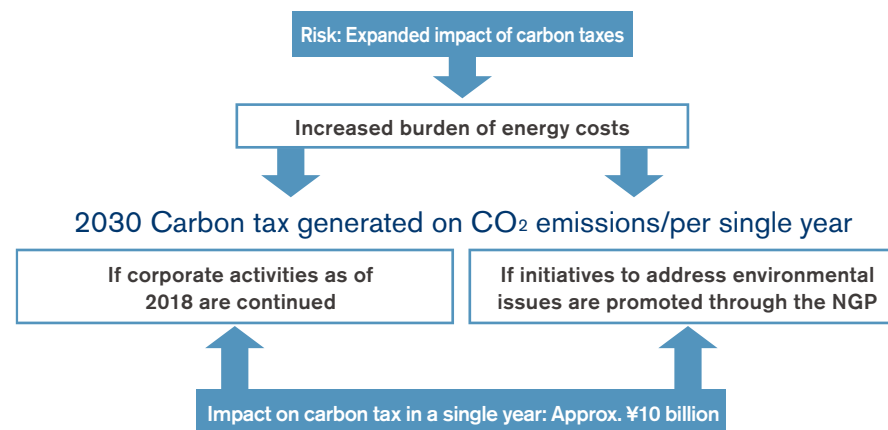 Risk: Expanded impact of carbon taxes
Increased burden of energy costs
2030 Carbon tax generated on CO₂ emissions/per single year
If corporate activities as of
2018 are continued
If initiatives to address environmental
issues are promoted through the NGP
Impact on carbon tax in a single year: Approx. ¥10 billion